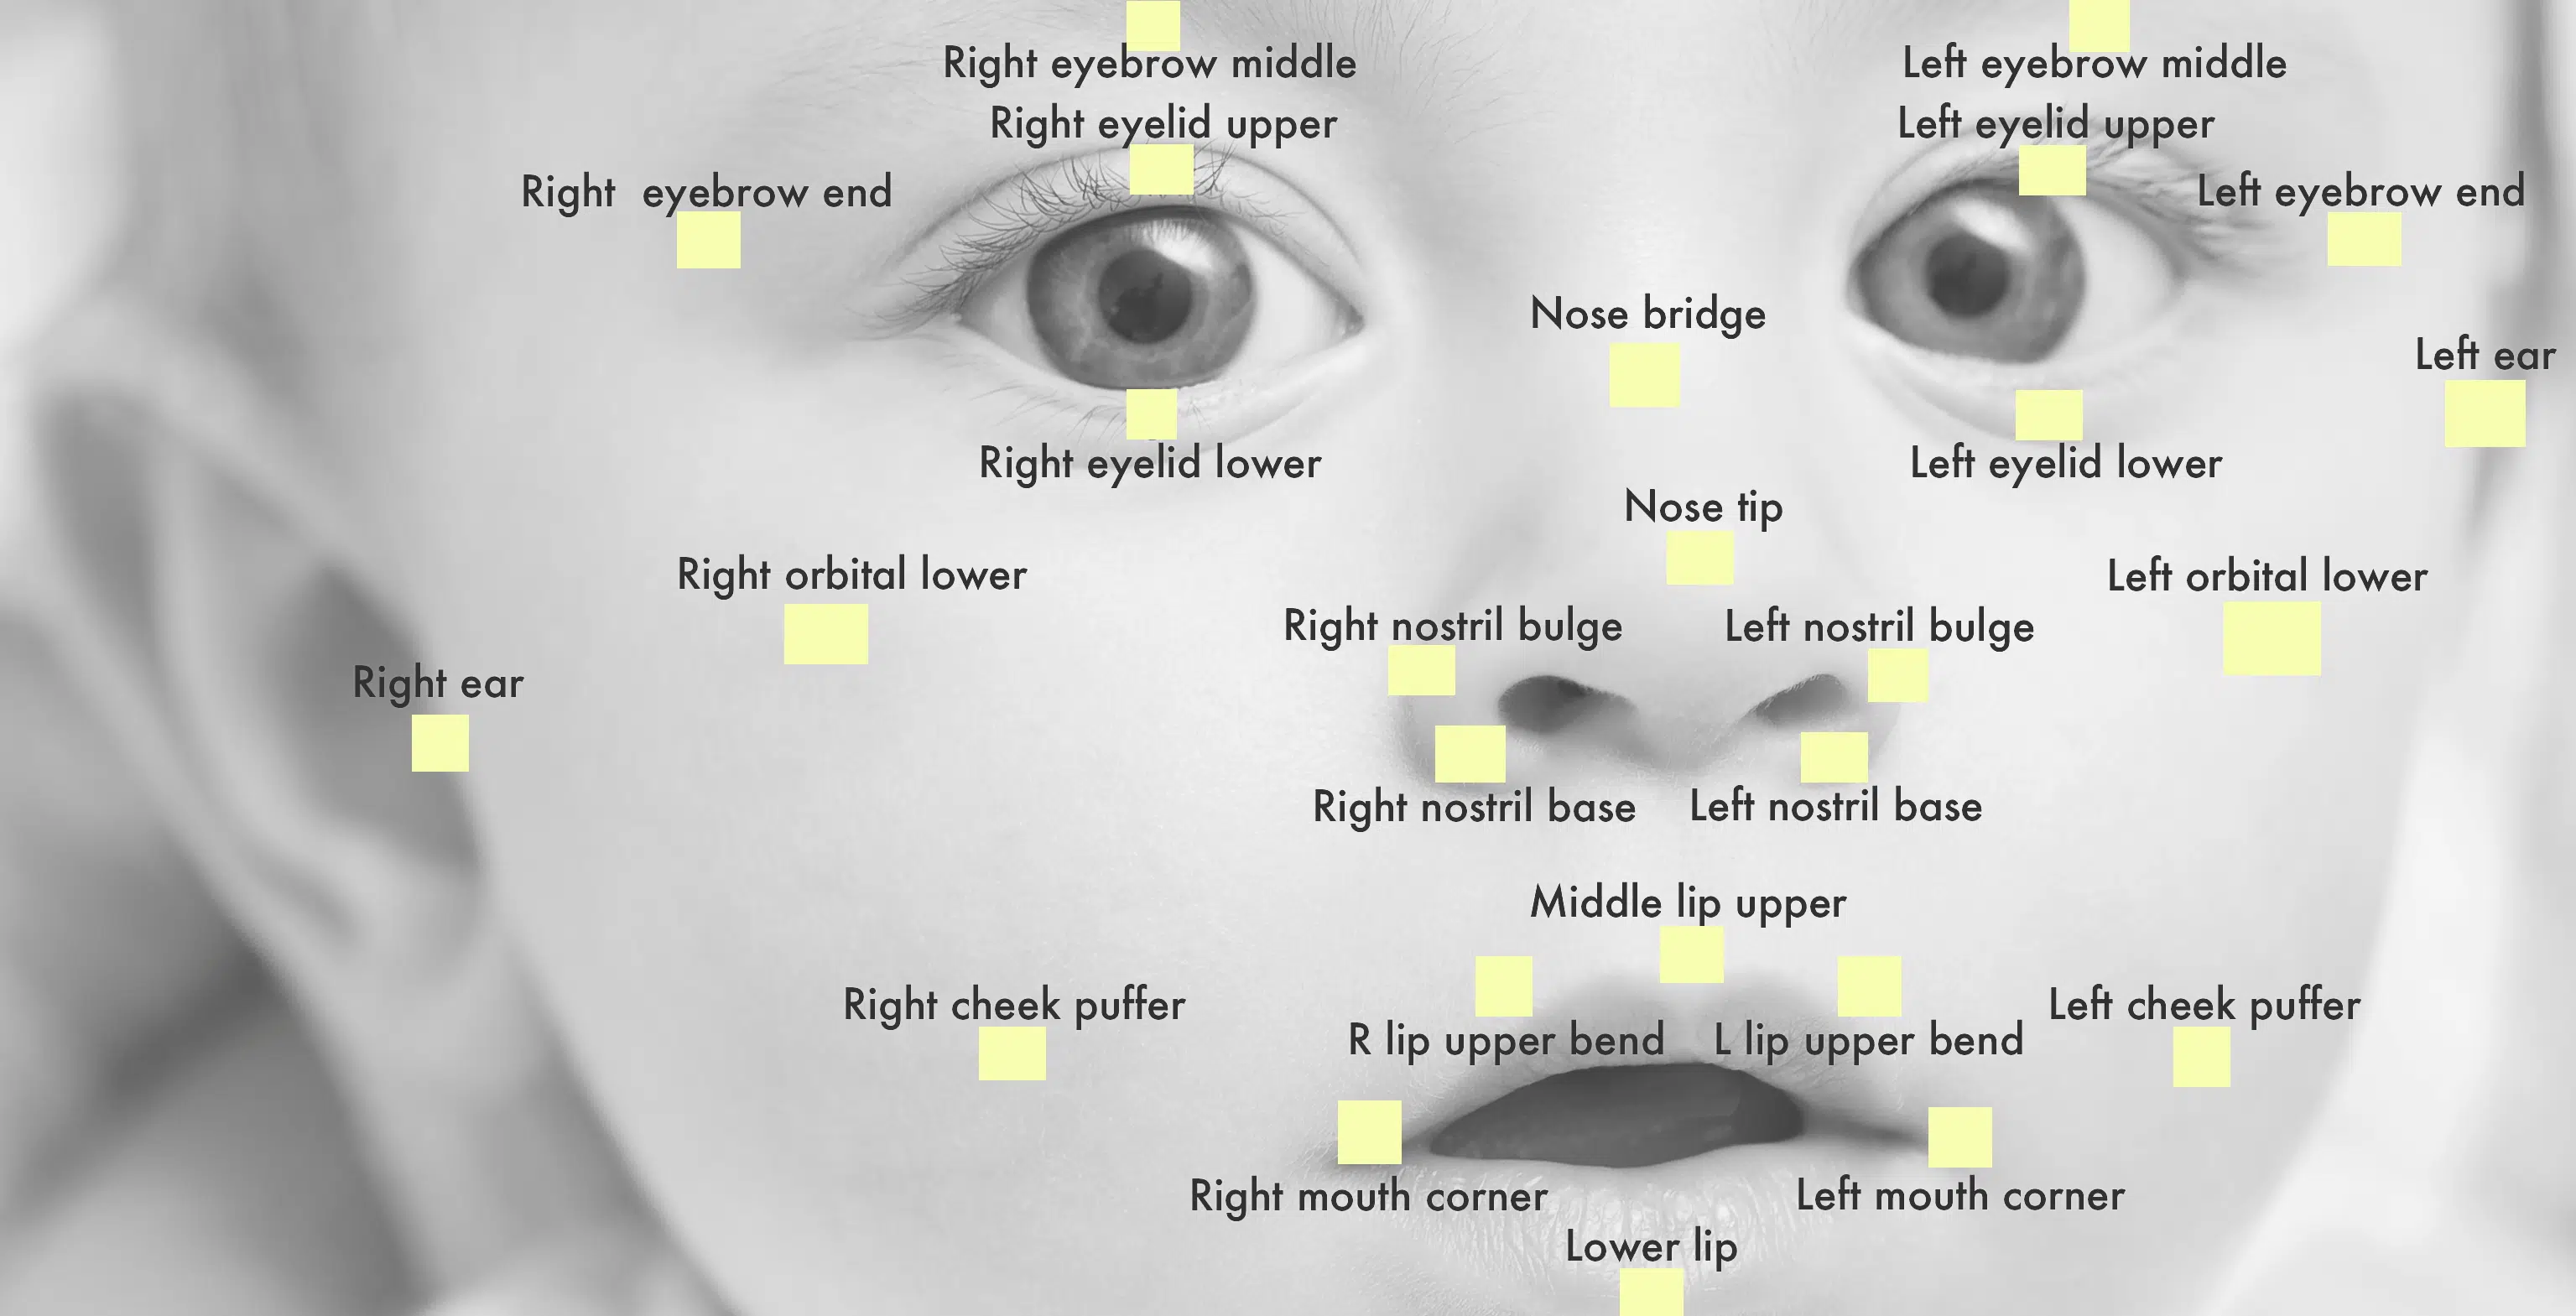 Right eyebrow middle
Left eyebrow middle
Right eyelid upper
Left eyelid upper
Right  eyebrow end
Left eyebrow end
Nose bridge
Left ear
Right eyelid lower
Left eyelid lower
Nose tip
Right orbital lower
Left orbital lower
Right nostril bulge
Left nostril bulge
Right ear
Right nostril base
Left nostril base
Middle lip upper
Right cheek puffer
Left cheek puffer
R lip upper bend
L lip upper bend
Right mouth corner
Left mouth corner
Lower lip